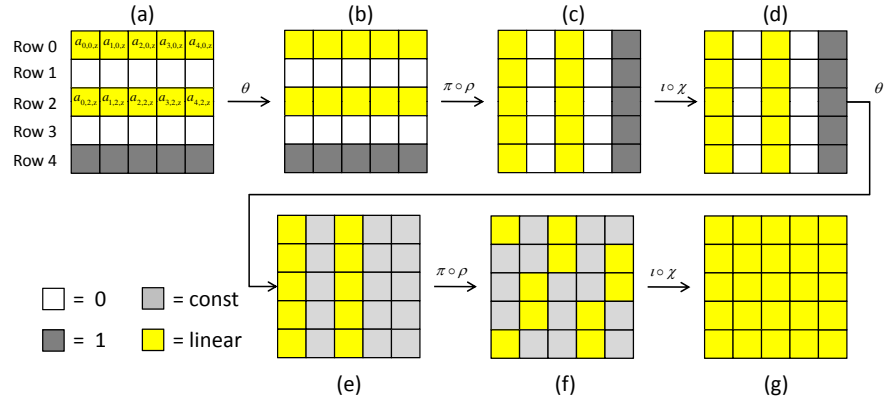 (a) (b) (c) (d)
Row 0 a0,0,z a1,0,z a2,0,z a3,0,z a4,0,z
Row 1
Row 2 a0,2,z a1,2,z a2,2,z a3,2,z a4,2,z
Row 3
Row 4
θ π∘ρ ι∘χ θ
π∘ρ ι∘χ
= 0 = const
= 1 = linear
(e) (f) (g)